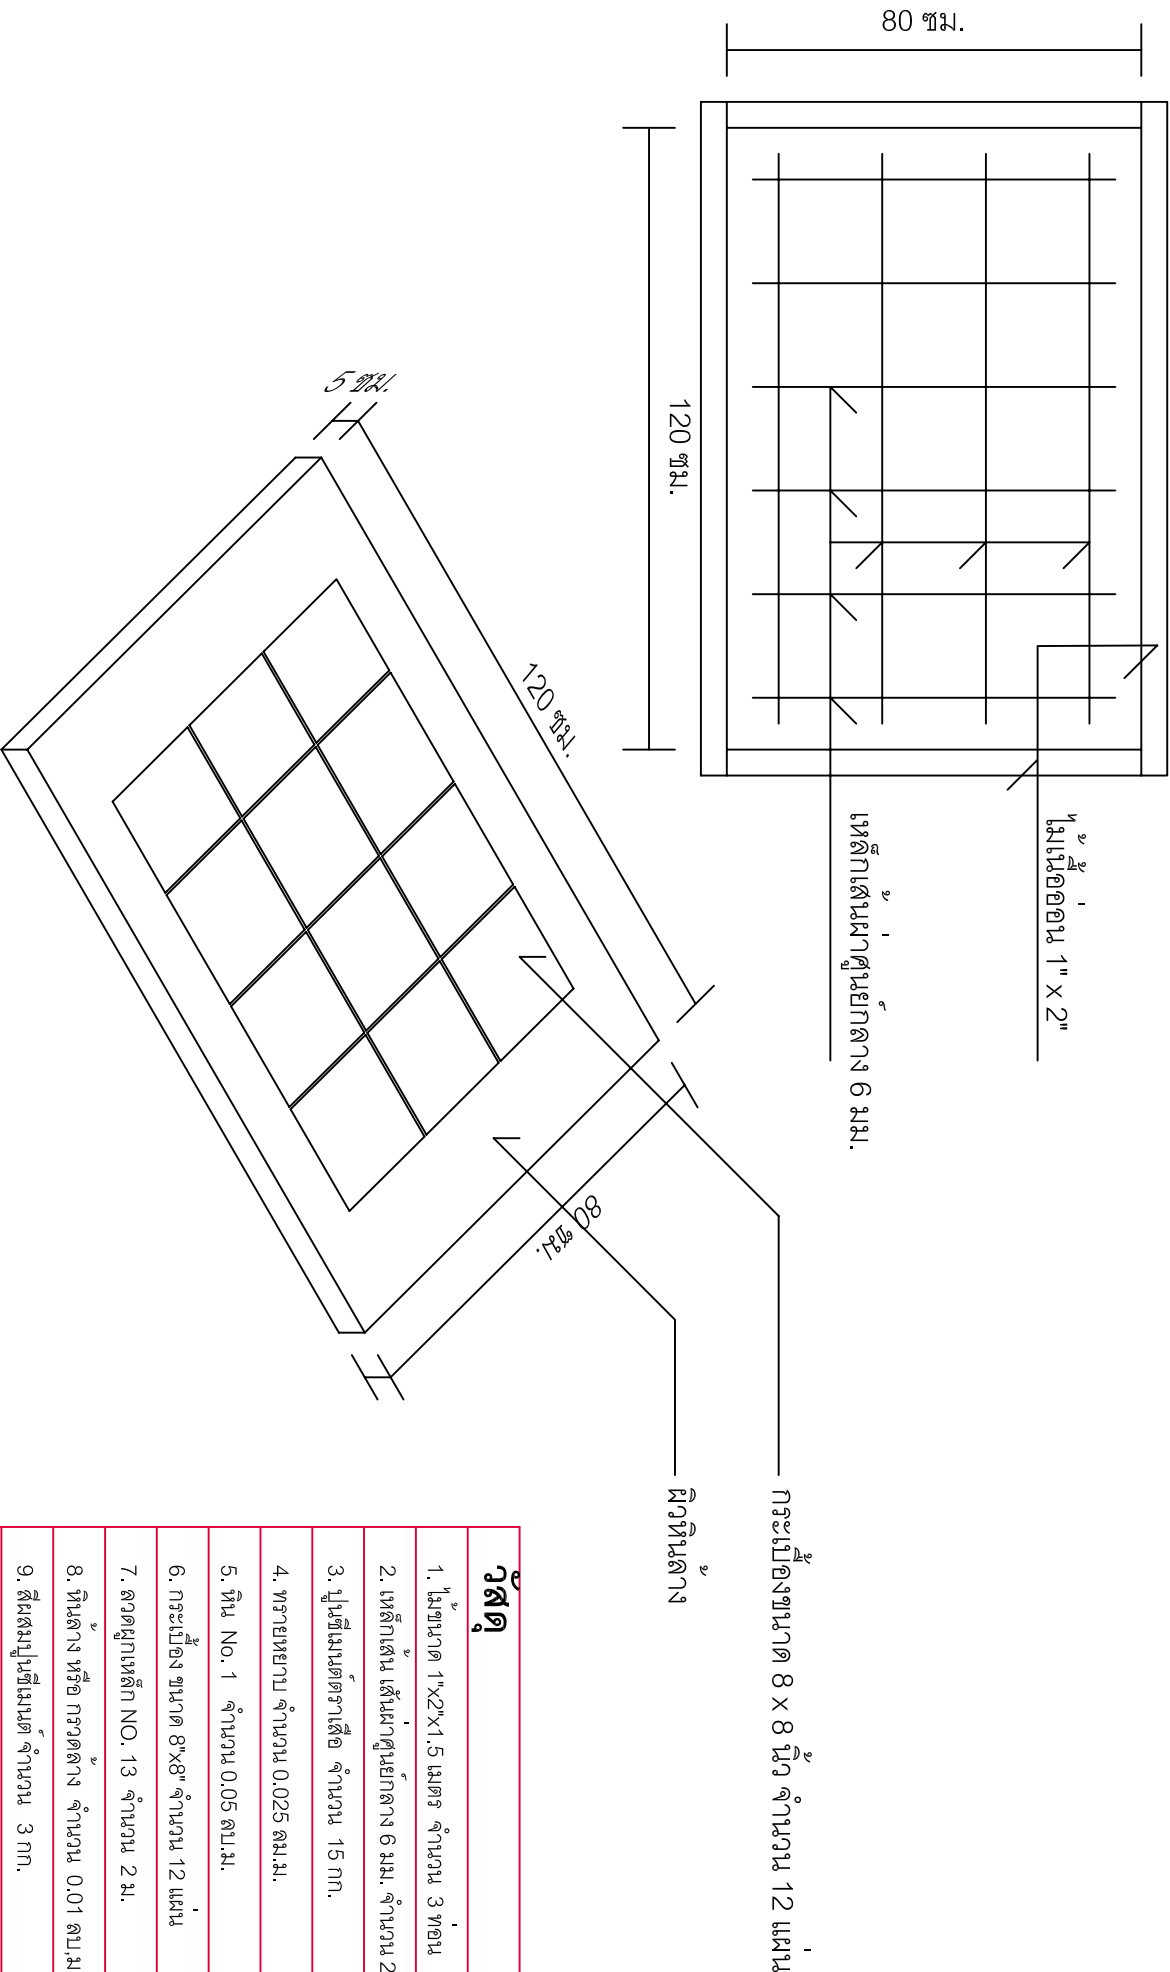 80 ซม.
120 ซม.
ไม้เนื้ออ่อน 1" x 2"
เหล็กเส้นผ่าศูนย์กลาง 6 มม.
5 ซม.
120 ซม.
80 ซม.
กระเบื้องขนาด 8 x 8 นิ้ว จำนวน 12 แผ่น
ผิวหินล้าง
วัสดุ
1. ไม้ขนาด 1"x2"x1.5 เมตร จำนวน 3 ท่อน
2. เหล็กเส้น เส้นผ่าศูนย์กลาง 6 มม. จำนวน 2
3. ปูนซีเมนต์ตราเสือ จำนวน 15 กก.
4. ทรายหยาบ จำนวน 0.025 ลม.ม.
5. หิน No. 1 จำนวน 0.05 ลบ.ม.
6. กระเบื้อง ขนาด 8"x8" จำนวน 12 แผ่น
7. ลวดผูกเหล็ก NO. 13 จำนวน 2 ม.
8. หินล้าง หรือ กรวดล้าง จำนวน 0.01 ลบ,ม
9. สีผสมปูนซีเมนต์ จำนวน 3 กก.